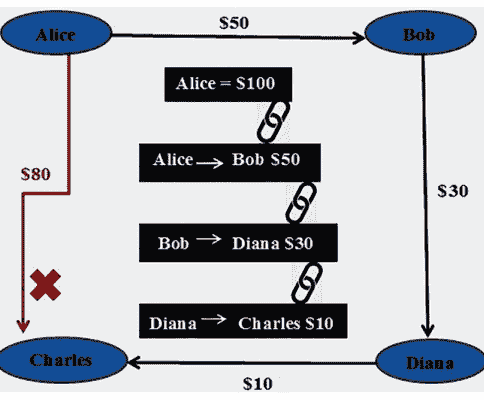 $50
Alice
Bob
Alice = $100
Alice → Bob $50
$80
$30
Bob → Diana $30
Diana → Charles $10
Charles
Diana
$10